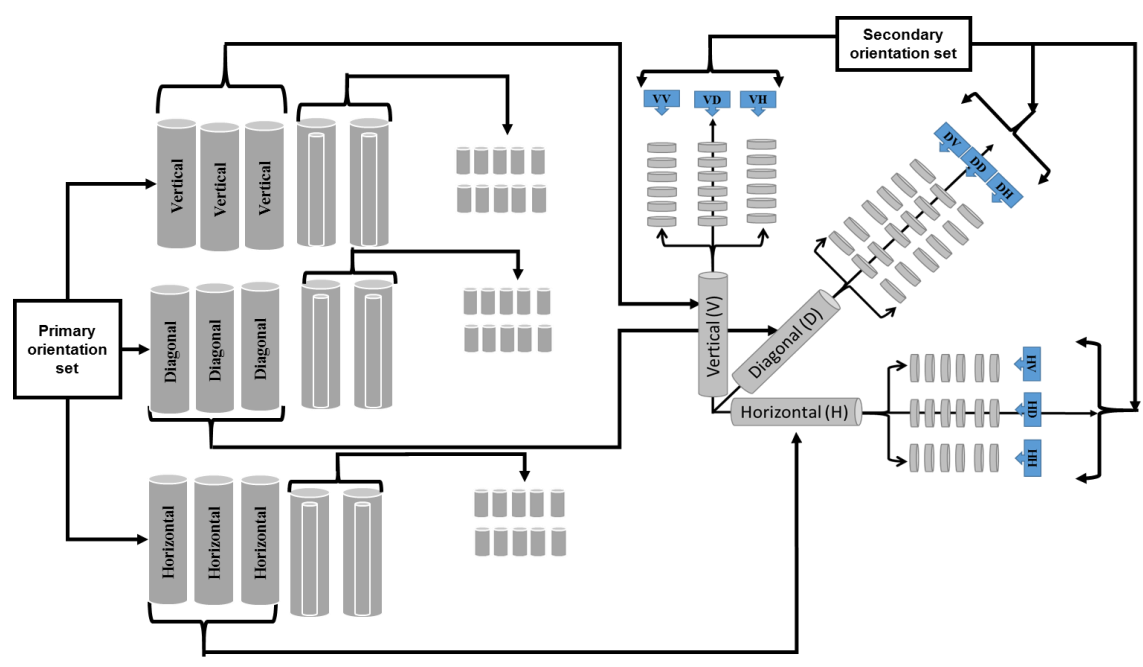 Secondary
orientation set
VV
VD
VH
DV
DD
DH
Vertical
Vertical
Vertical
Primary
orientation
set
Diagonal
Diagonal
Diagonal
Vertical (V)
Diagonal (D)
Horizontal (H)
HV
HD
HH
Horizontal
Horizontal
Horizontal